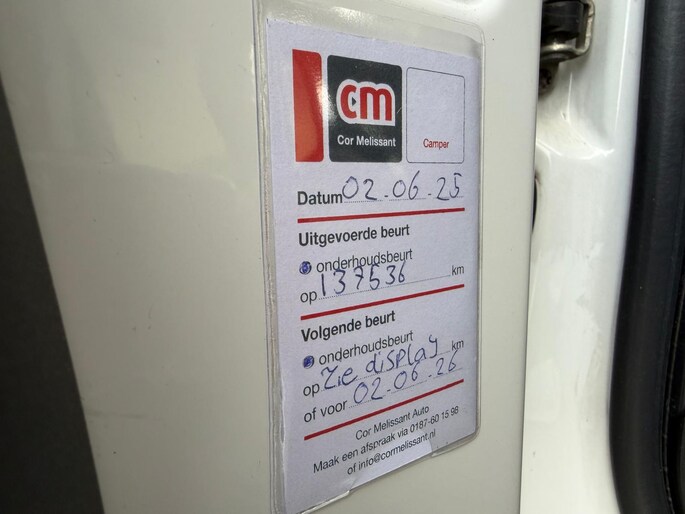 cm
Cor Melissant
Camper
Datum 02.06.25
Uitgevoerde beurt
onderhoudsbeurt
op 137536 km
Volgende beurt
onderhoudsbeurt
op Zie display km
of voor 02.06.26
Cor Melissant Auto
Maak een afspraak via 0187-60 15 98
of info@cormelissant.nl